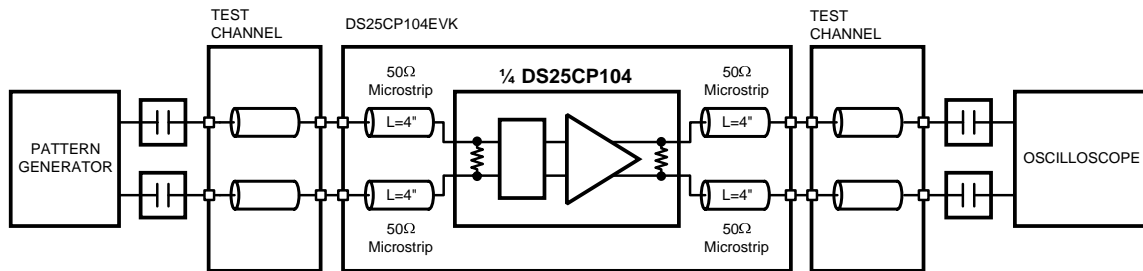 TEST
CHANNEL
DS25CP104EVK
TEST
CHANNEL
50Ω
Microstrip
¼ DS25CP104
50Ω
Microstrip
L=4"
L=4"
PATTERN
GENERATOR
OSCILLOSCOPE
L=4"
L=4"
50Ω
Microstrip
50Ω
Microstrip